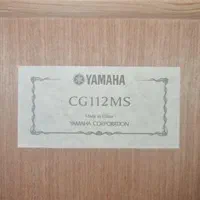 YAMAHA
CG112MS
Made in China
YAMAHA CORPORATION